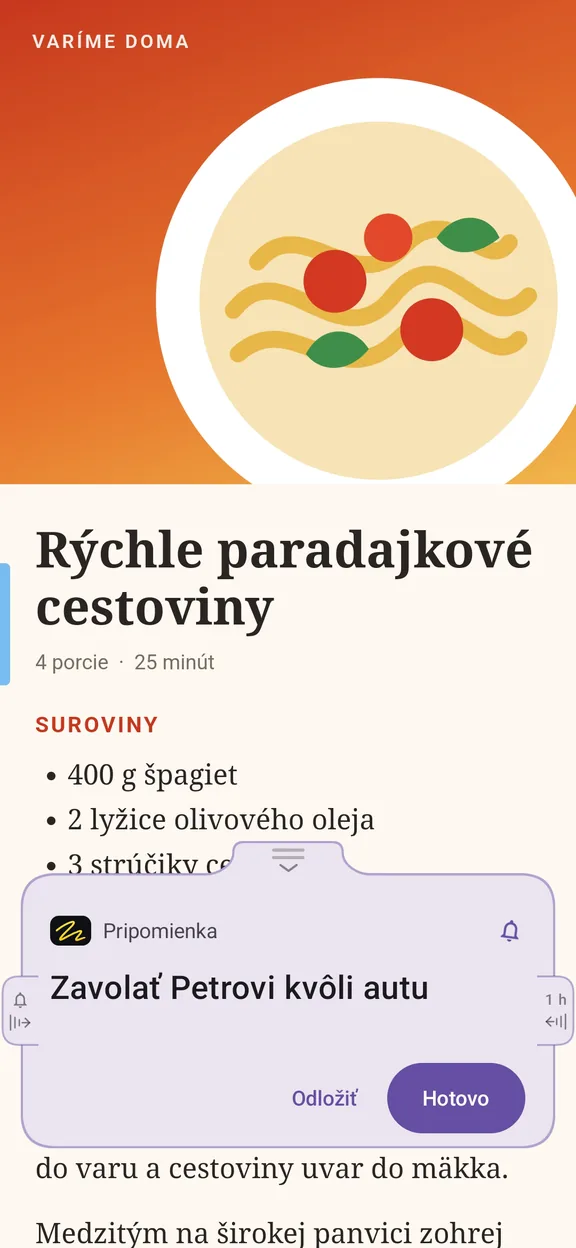 VARÍME DOMA
Rýchle paradajkové
cestoviny
4 porcie · 25 minút
SUROVINY
• 400 g špagiet
• 2 lyžice olivového oleja
• 3 strúčiky
Pripomienka
Zavolať Petrovi kvôli autu
1 h
Odložiť
Hotovo
do varu a cestoviny uvar do mäkka.
Medzitým na širokej panvici zohrej